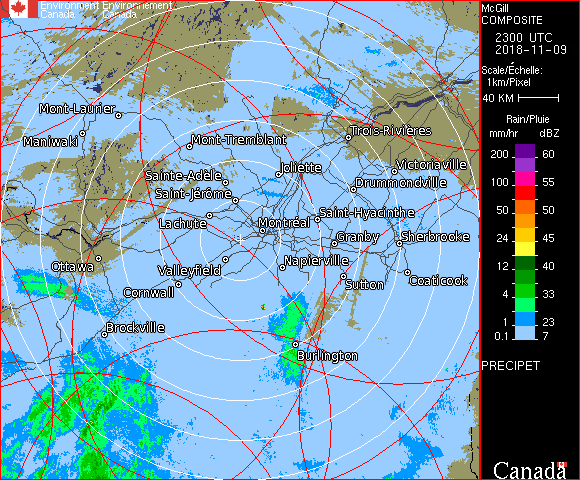 Environment Environnement
Canada Canada
McGill
COMPOSITE
2300 UTC
2018-11-09
Scale/Échelle:
1km/Pixel
40 KM
Rain/Pluie
mm/hr dBZ
200 60
100 55
50 50
24 45
12 40
4 33
1 23
0.1 7
PRECIPET
Canada
Mont-Laurier
Maniwaki
Mont-Tremblant
Trois-Rivières
Sainte-Adèle
Joliette
Victoriaville
Saint-Jérôme
Drummondville
Lachute
Montréal
Saint-Hyacinthe
Granby
Sherbrooke
Ottawa
Valleyfield
Napierville
Cornwall
Sutton
Coaticook
Brockville
Burlington